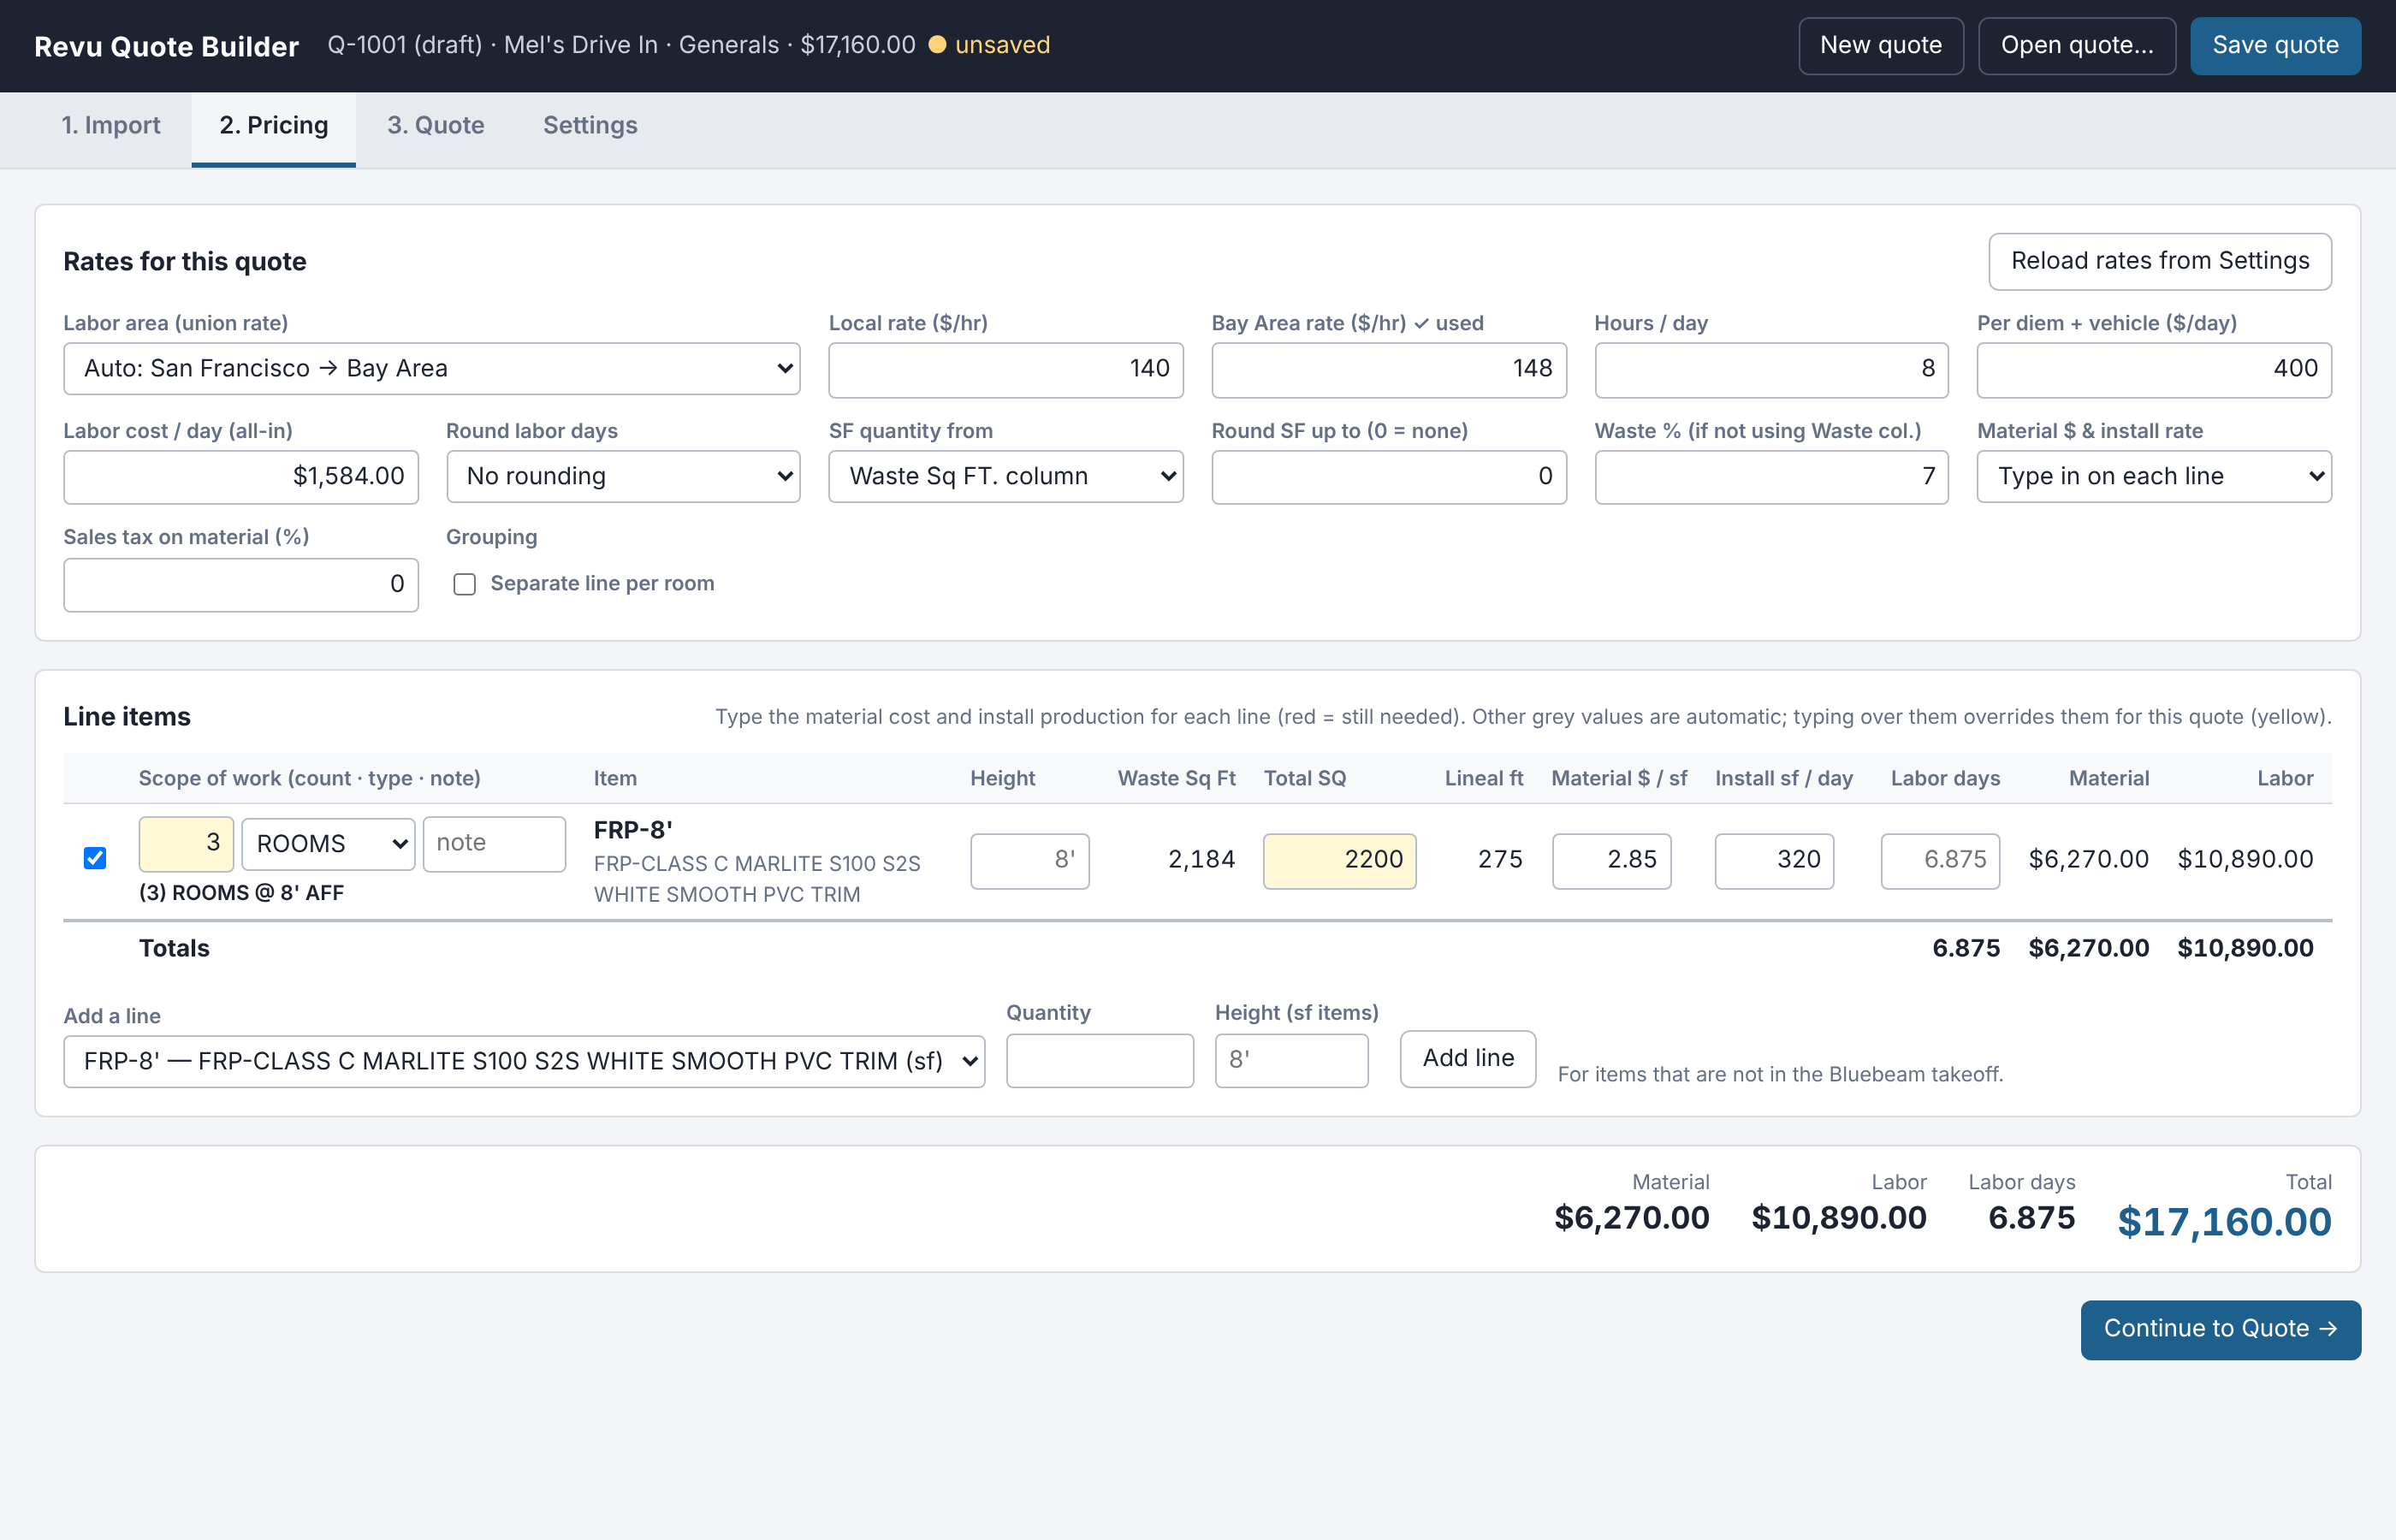 Revu Quote Builder Q-1001 (draft) · Mel's Drive In · Generals · $17,160.00 unsaved New quote Open quote... Save quote
1. Import 2. Pricing 3. Quote Settings
Rates for this quote Reload rates from Settings
Labor area (union rate) Local rate ($/hr) Bay Area rate ($/hr) ✓ used Hours / day Per diem + vehicle ($/day)
Auto: San Francisco → Bay Area 140 148 8 400
Labor cost / day (all-in) Round labor days SF quantity from Round SF up to (0 = none) Waste % (if not using Waste col.) Material $ & install rate
$1,584.00 No rounding Waste Sq FT. column 0 7 Type in on each line
Sales tax on material (%) Grouping
0 Separate line per room
Line items Type the material cost and install production for each line (red = still needed). Other grey values are automatic; typing over them overrides them for this quote (yellow).
Scope of work (count · type · note) Item Height Waste Sq Ft Total SQ Lineal ft Material $ / sf Install sf / day Labor days Material Labor
3 ROOMS note FRP-8' 8' 2,184 2200 275 2.85 320 6.875 $6,270.00 $10,890.00
FRP-CLASS C MARLITE S100 S2S
(3) ROOMS @ 8' AFF WHITE SMOOTH PVC TRIM
Totals 6.875 $6,270.00 $10,890.00
Add a line Quantity Height (sf items)
FRP-8' — FRP-CLASS C MARLITE S100 S2S WHITE SMOOTH PVC TRIM (sf) 8' Add line For items that are not in the Bluebeam takeoff.
Material Labor Labor days Total
$6,270.00 $10,890.00 6.875 $17,160.00
Continue to Quote →